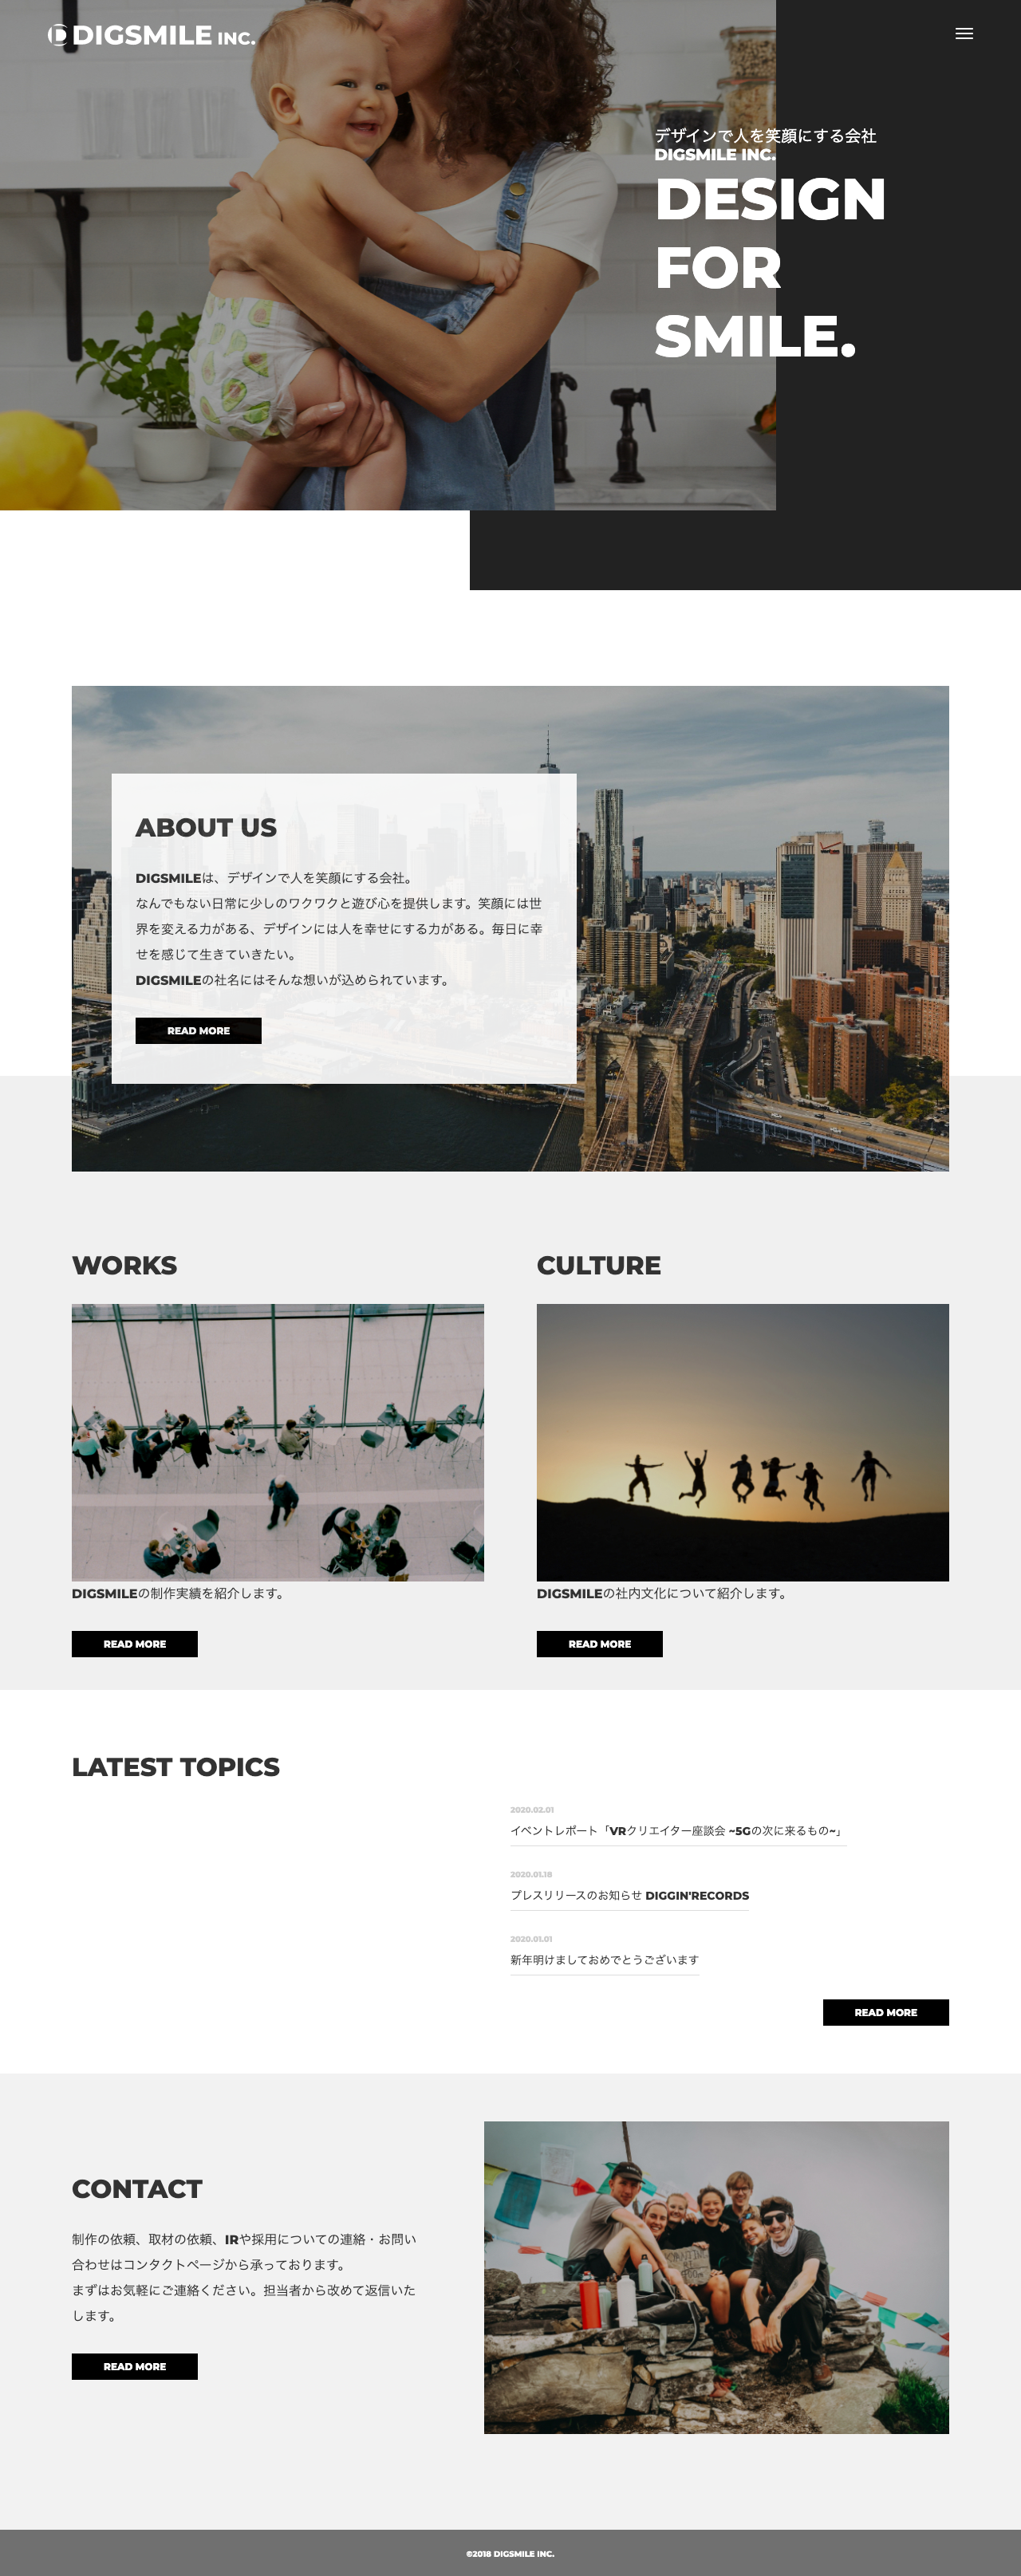 DIGSMILE INC.
デザインで人を笑顔にする会社
DIGSMILE INC.
DESIGN
FOR
SMILE.
ABOUT US
DIGSMILEは、デザインで人を笑顔にする会社。
なんでもない日常に少しのワクワクと遊び心を提供します。笑顔には世
界を変える力がある、デザインには人を幸せにする力がある。毎日に幸
せを感じて生きていきたい。
DIGSMILEの社名にはそんな想いが込められています。
READ MORE
WORKS
DIGSMILEの制作実績を紹介します。
READ MORE
CULTURE
DIGSMILEの社内文化について紹介します。
READ MORE
LATEST TOPICS
2020.02.01
イベントレポート「VRクリエイター座談会 ~5Gの次に来るもの~」
2020.01.18
プレスリリースのお知らせ DIGGIN'RECORDS
2020.01.01
新年明けましておめでとうございます
READ MORE
CONTACT
制作の依頼、取材の依頼、IRや採用についての連絡・お問い
合わせはコンタクトページから承っております。
まずはお気軽にご連絡ください。担当者から改めて返信いた
します。
READ MORE
©2018 DIGSMILE INC.